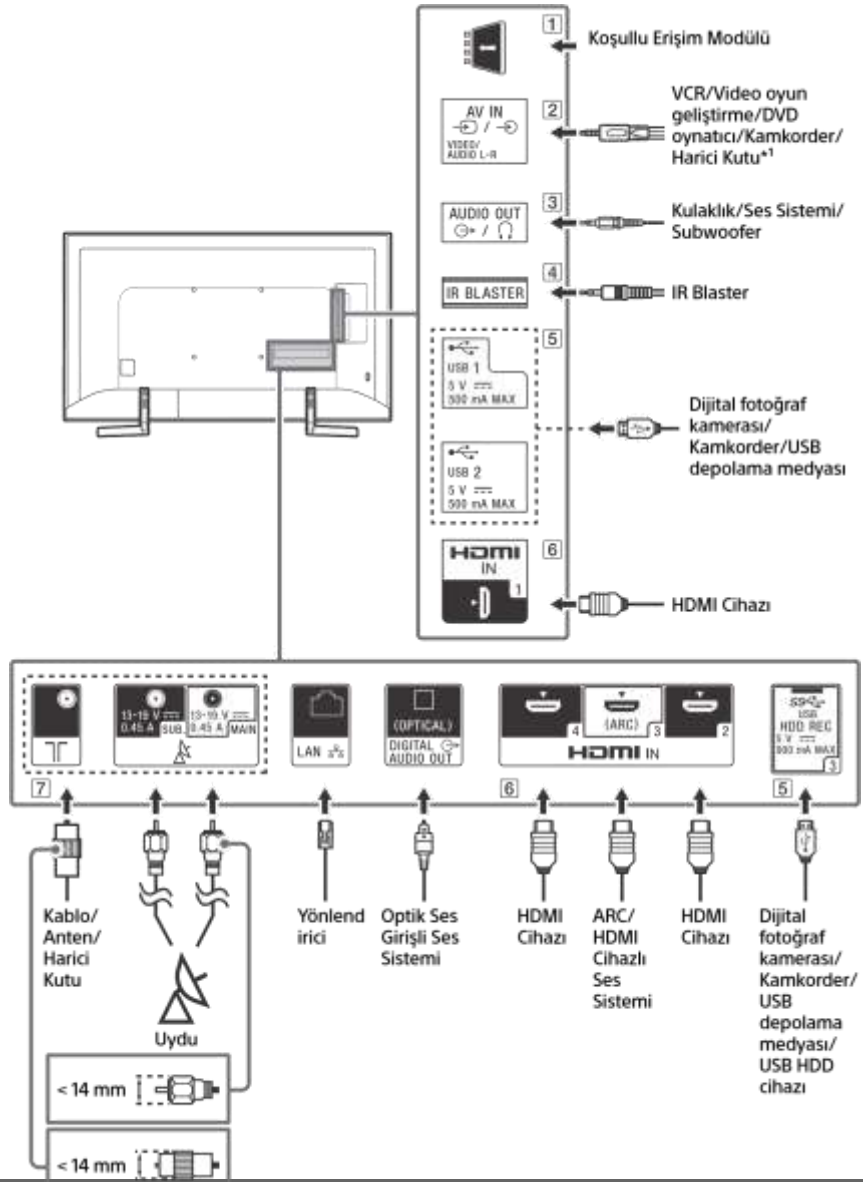 1
Koşullu Erişim Modülü
AV IN
/
VIDEO/
AUDIO L-R
2
VCR/Video oyun
geliştirme/DVD
oynatıcı/Kamkorder/
Harici Kutu*1
AUDIO OUT
/
3
Kulaklık/Ses Sistemi/
Subwoofer
4
IR BLASTER
IR Blaster
5
USB 1
5 V
500 mA MAX
USB 2
5 V
500 mA MAX
Dijital fotoğraf
kamerası/
Kamkorder/USB
depolama medyası
6
HDMI
IN
1
HDMI Cihazı
13-19 V
0.45 A
SUB
13-19 V
0.45 A
MAIN
LAN
(OPTICAL)
DIGITAL
AUDIO OUT
4
(ARC)
3
2
HDMI IN
SS
USB
HDD REC
5 V
900 mA MAX
3
7
6
5
Kablo/
Anten/
Harici
Kutu
Uydu
Yönlend
irici
Optik Ses
Girişli Ses
Sistemi
HDMI
Cihazı
ARC/
HDMI
Cihazlı
Ses
Sistemi
HDMI
Cihazı
Dijital
fotoğraf
kamerası/
Kamkorder/
USB
depolama
medyası/
USB HDD
cihazı
< 14 mm
< 14 mm